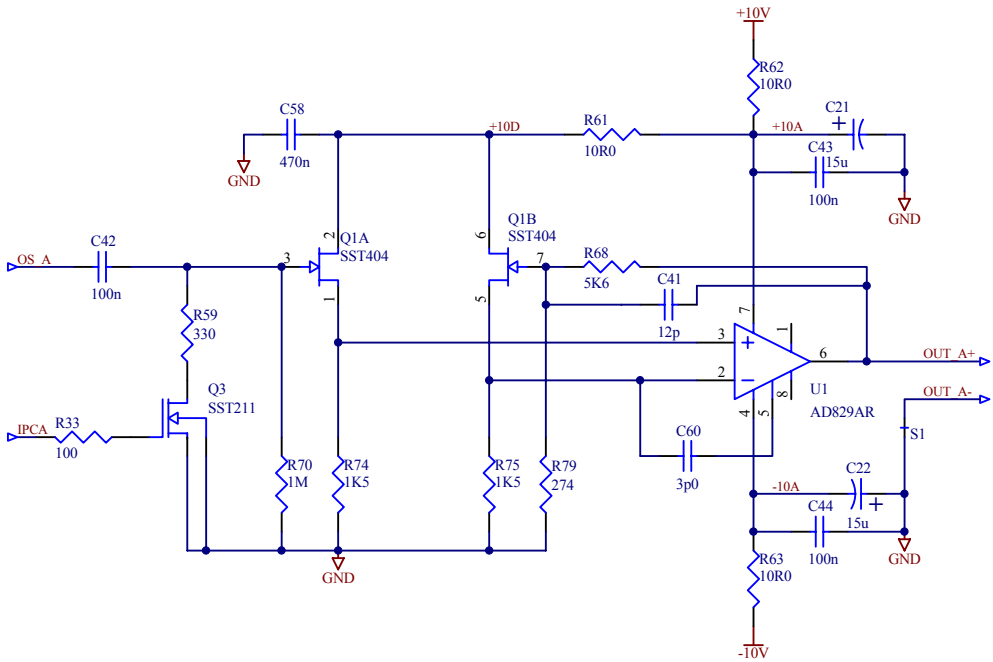 +10V
R62
10R0
C58
470n
+10D
R61
10R0
+10A
C21
15u
C43
100n
GND
GND
OS_A
C42
100n
2
Q1A
SST404
3
1
6
Q1B
SST404
7
5
R68
5K6
C41
12p
R59
330
Q3
SST211
IPCA
R33
100
R70
1M
R74
1K5
R75
1K5
R79
274
GND
7
1
3
+
2
−
6
4
5
8
U1
AD829AR
OUT_A+
OUT_A-
S1
C60
3p0
-10A
C22
15u
C44
100n
GND
R63
10R0
-10V